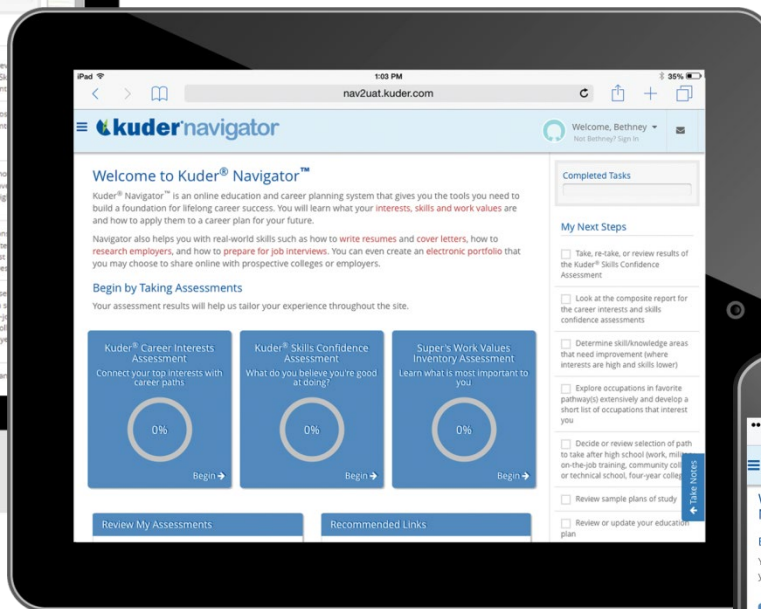 iPad
1:03 PM
35%
nav2uat.kuder.com
kuder navigator
Welcome, Bethney
Not Bethney? Sign In
Welcome to Kuder® Navigator™
Kuder® Navigator™ is an online education and career planning system that gives you the tools you need to
build a foundation for lifelong career success. You will learn what your interests, skills and work values are
and how to apply them to a career plan for your future.
Navigator also helps you with real-world skills such as how to write resumes and cover letters, how to
research employers, and how to prepare for job interviews. You can even create an electronic portfolio that
you may choose to share online with prospective colleges or employers.
Begin by Taking Assessments
Your assessment results will help us tailor your experience throughout the site.
Kuder® Career Interests
Assessment
Connect your top interests with
career paths
0%
Begin →
Kuder® Skills Confidence
Assessment
What do you believe you're good
at doing?
0%
Begin →
Super's Work Values
Inventory Assessment
Learn what is most important to
you
0%
Begin →
Review My Assessments
Recommended Links
Completed Tasks
My Next Steps
Take, re-take, or review results of
the Kuder® Skills Confidence
Assessment
Look at the composite report for
the career interests and skills
confidence assessments
Determine skill/knowledge areas
that need improvement (where
interests are high and skills lower)
Explore occupations in favorite
pathway(s) extensively and develop a
short list of occupations that interest
you
Decide or review selection of path
to take after high school (work, milit
on-the-job training, community coll
or technical school, four-year colleg
Review sample plans of study
Review or update your education
plan
← Take Notes